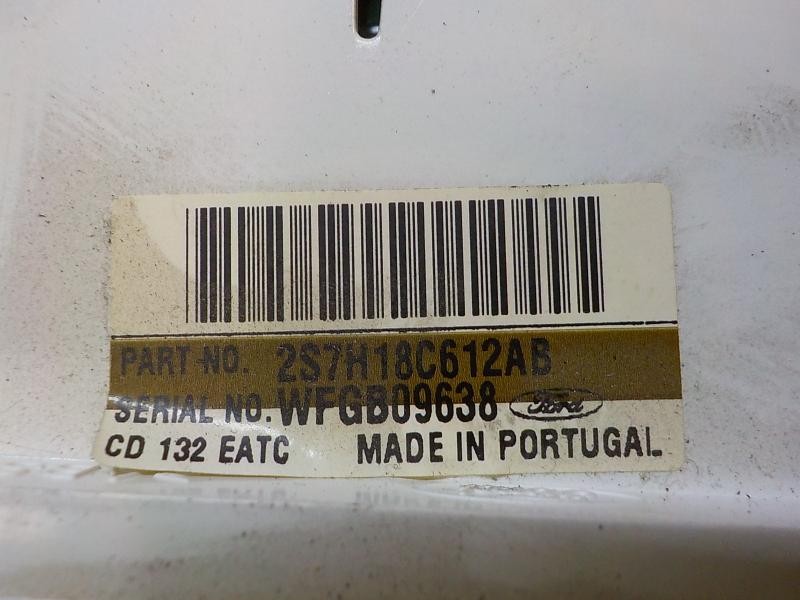 PART NO. 2S7H18C612AB
SERIAL NO. WFGB09638 Ford
CD 132 EATC MADE IN PORTUGAL